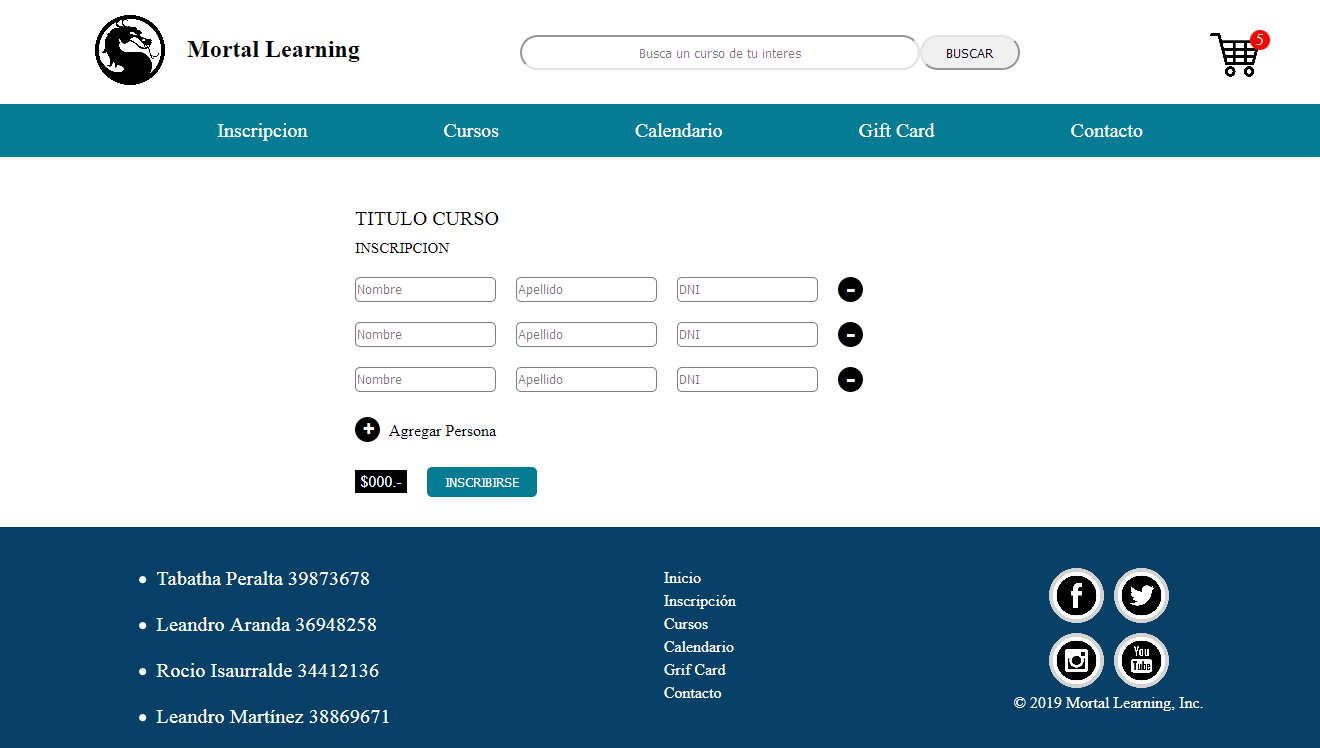 Mortal Learning
Busca un curso de tu interes
BUSCAR
5
Inscripcion Cursos Calendario Gift Card Contacto
TITULO CURSO
INSCRIPCION
Nombre Apellido DNI -
Nombre Apellido DNI -
Nombre Apellido DNI -
+ Agregar Persona
$000.- INSCRIBIRSE
Tabatha Peralta 39873678
Leandro Aranda 36948258
Rocio Isaurralde 34412136
Leandro Martínez 38869671
Inicio
Inscripción
Cursos
Calendario
Grif Card
Contacto
You
Tube
© 2019 Mortal Learning, Inc.